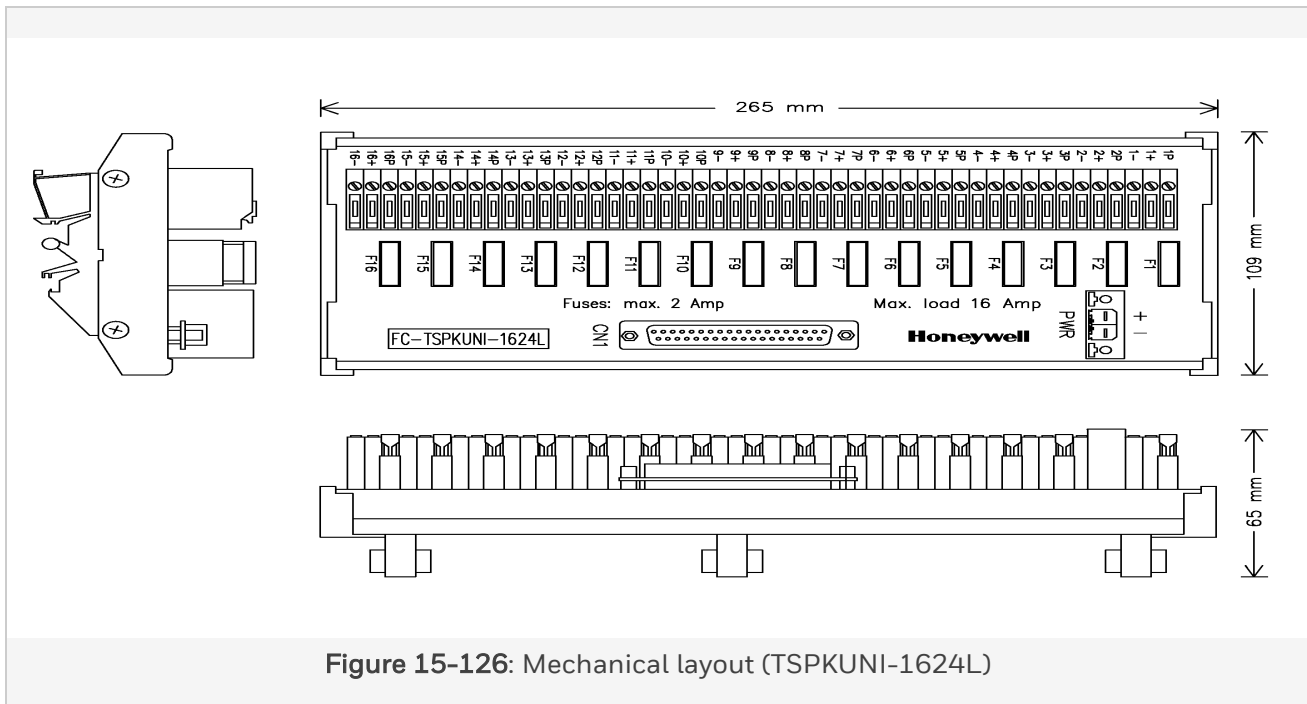 265 mm
16- 16+ 16P 15- 15+ 15P 14- 14+ 14P 13- 13+ 13P 12- 12+ 12P 11- 11+ 11P 10- 10+ 10P 9- 9+ 9P 8- 8+ 8P 7- 7+ 7P 6- 6+ 6P 5- 5+ 5P 4- 4+ 4P 3- 3+ 3P 2- 2+ 2P 1- 1+ 1P
F16 F15 F14 F13 F12 F11 F10 F9 F8 F7 F6 F5 F4 F3 F2 F1
109 mm
Fuses: max. 2 Amp
Max. load 16 Amp
FC-TSPKUNI-1624L
CN1
Honeywell
PWR
+ -
65 mm
Figure 15-126: Mechanical layout (TSPKUNI-1624L)